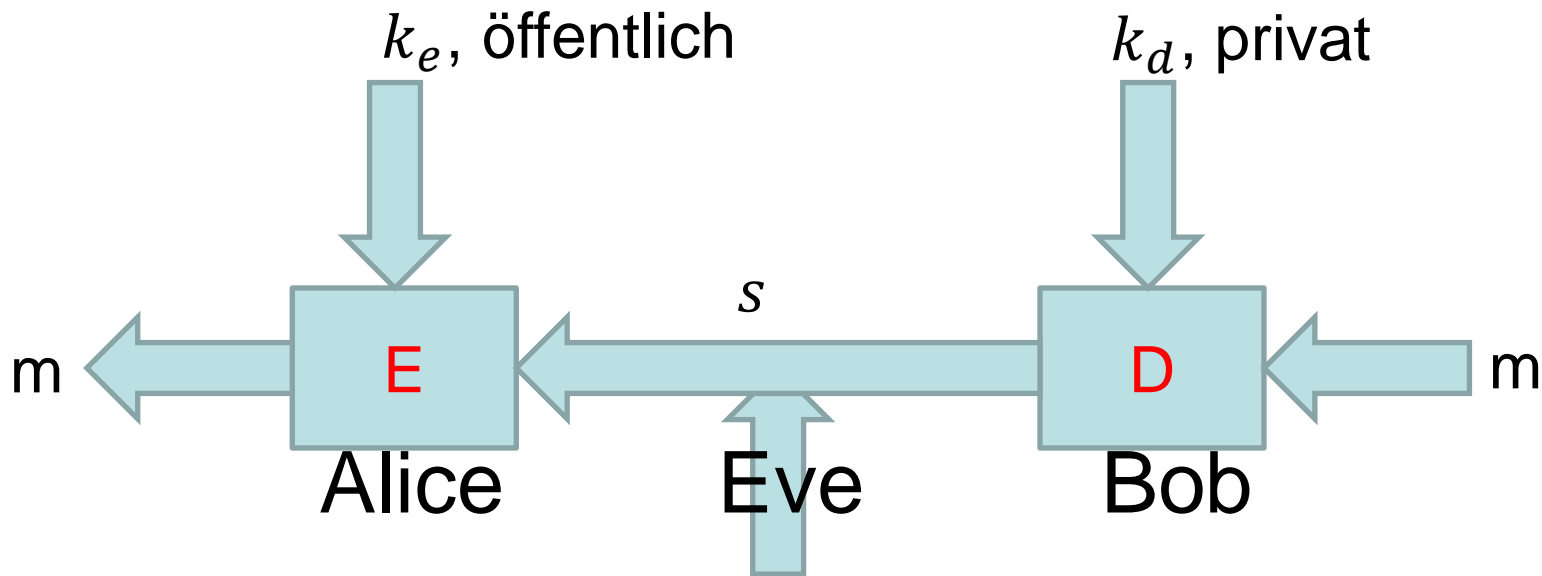 k_e, öffentlich
k_d, privat
s
m
E
D
m
Alice
Eve
Bob